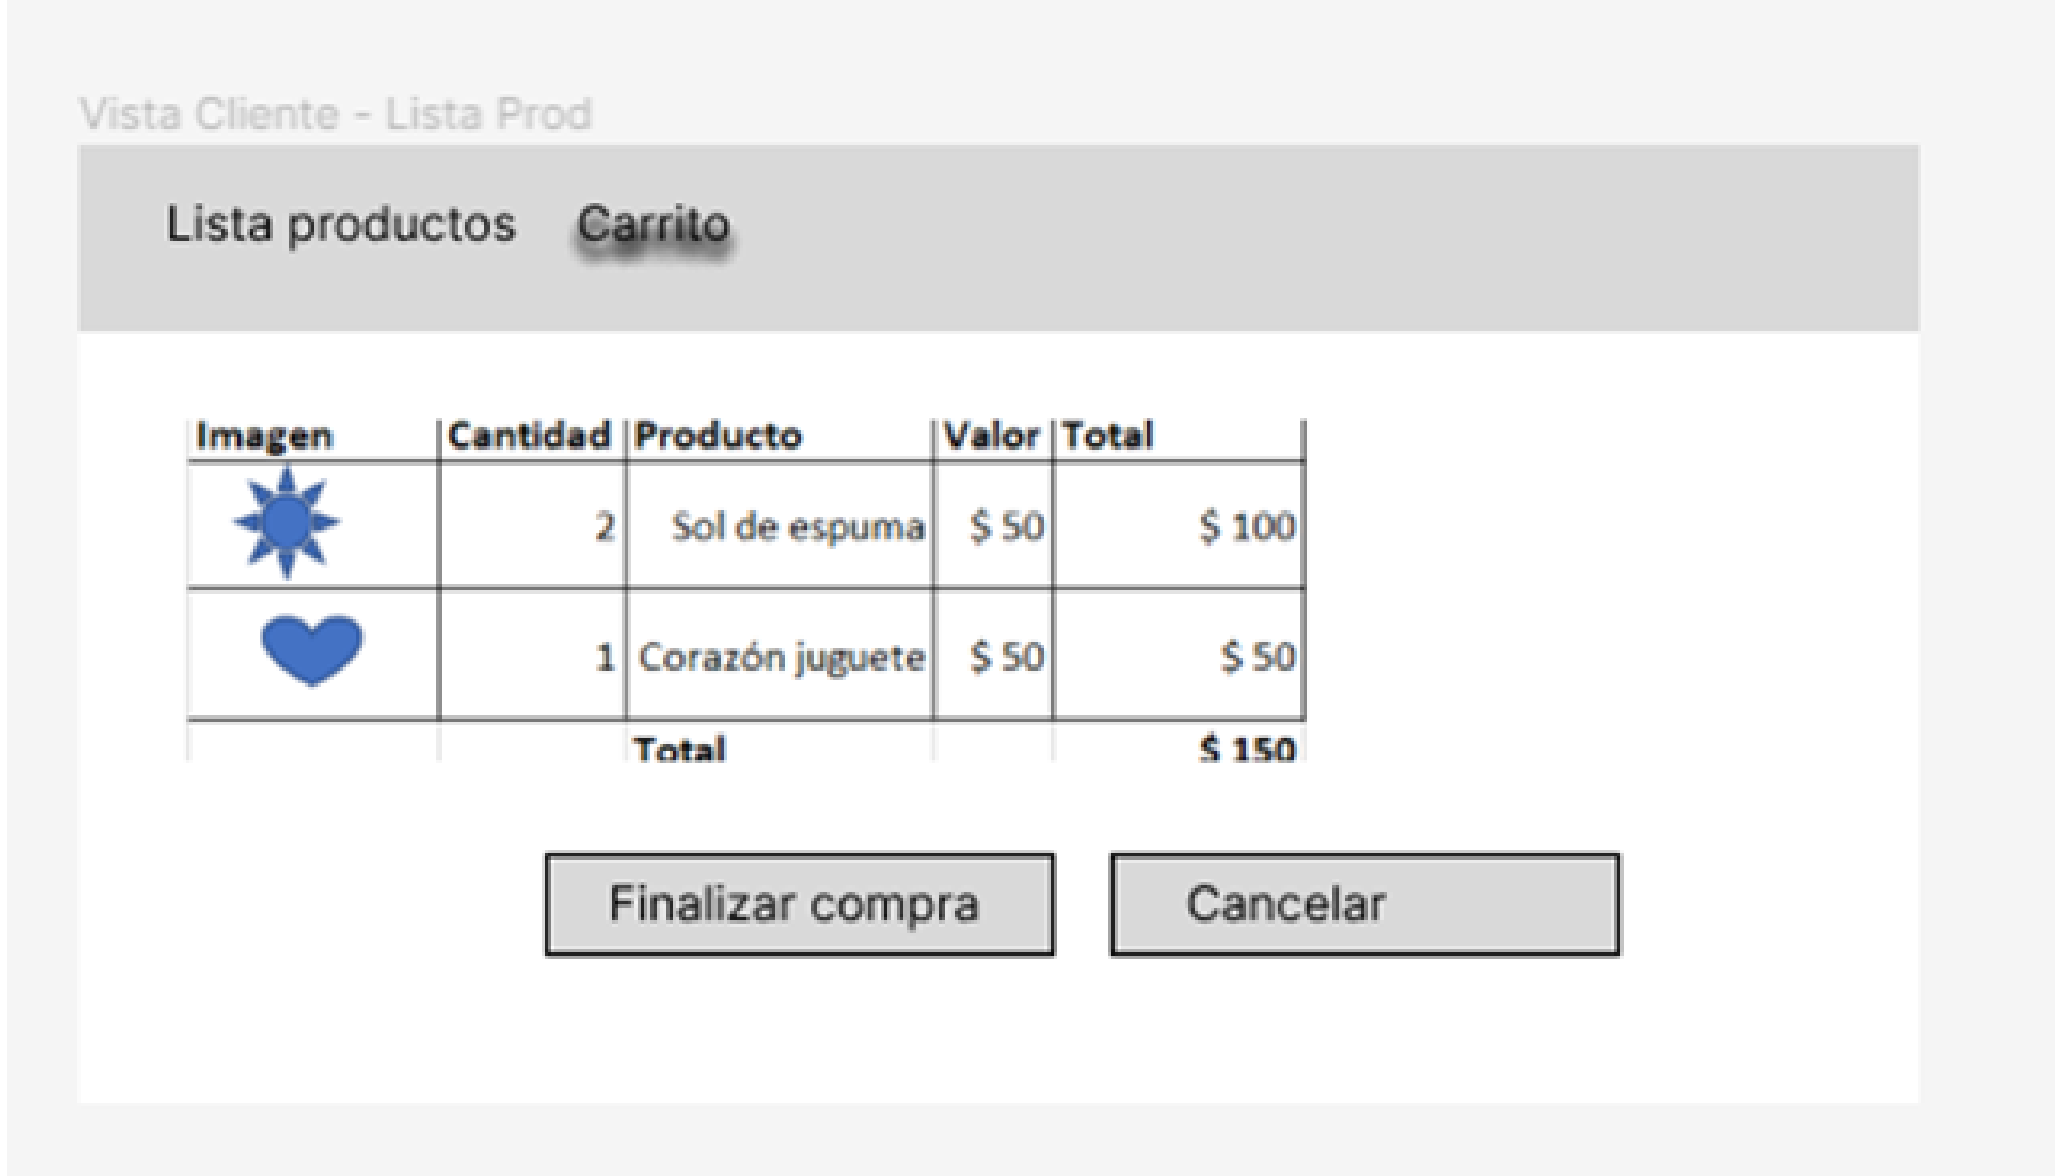 Vista Cliente - Lista Prod
Lista productos Carrito
Imagen Cantidad Producto Valor Total
2 Sol de espuma $ 50 $ 100
1 Corazón juguete $ 50 $ 50
Total $ 150
Finalizar compra Cancelar